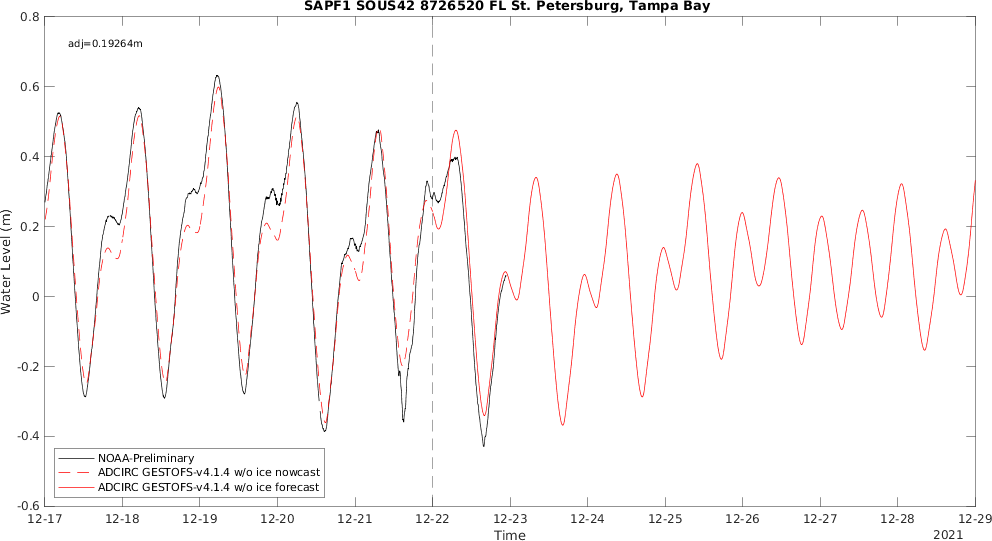 SAPF1 SOUS42 8726520 FL St. Petersburg, Tampa Bay
adj=0.19264m
0.8
0.6
0.4
0.2
0
-0.2
-0.4
-0.6
Water Level (m)
NOAA-Preliminary
ADCIRC GESTOFS-v4.1.4 w/o ice nowcast
ADCIRC GESTOFS-v4.1.4 w/o ice forecast
12-17 12-18 12-19 12-20 12-21 12-22 12-23 12-24 12-25 12-26 12-27 12-28 12-29
Time
2021